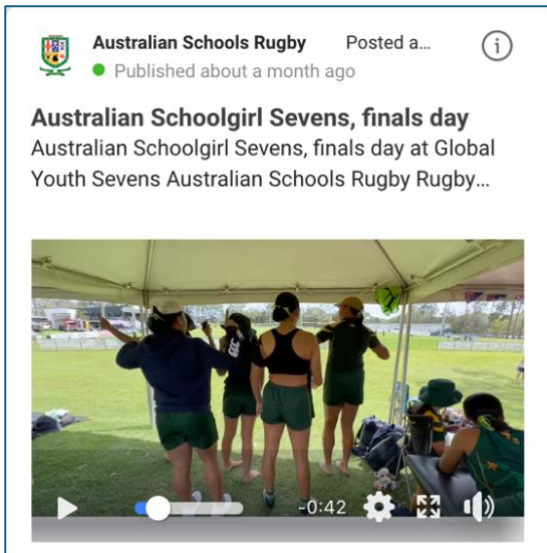 Australian Schools Rugby Posted a...
Published about a month ago
Australian Schoolgirl Sevens, finals day
Australian Schoolgirl Sevens, finals day at Global
Youth Sevens Australian Schools Rugby Rugby...
-0:42